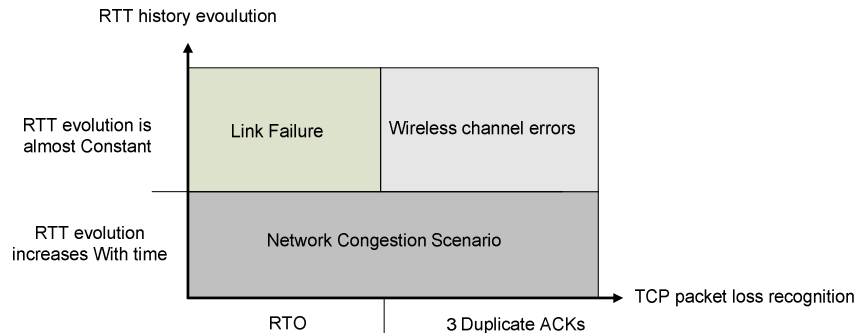 RTT history evoulution
RTT evolution is
almost Constant
Link Failure
Wireless channel errors
RTT evolution
increases With time
Network Congestion Scenario
TCP packet loss recognition
RTO
3 Duplicate ACKs